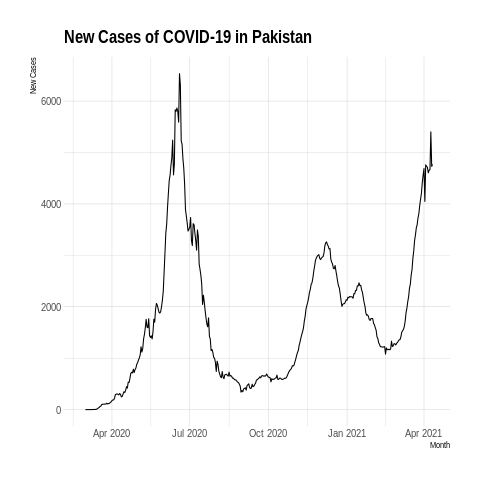 New Cases of COVID-19 in Pakistan
New Cases
6000
4000
2000
0
Apr 2020 Jul 2020 Oct 2020 Jan 2021 Apr 2021
Month